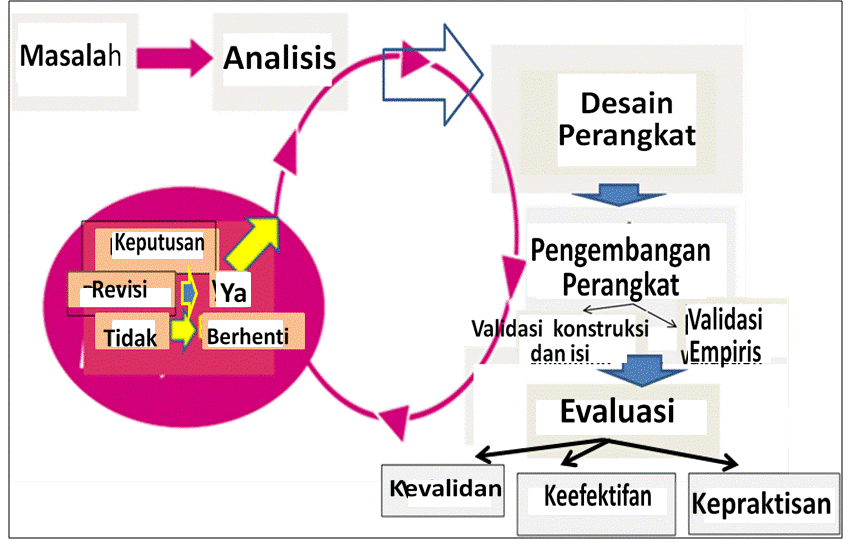 Masalah
Analisis
Desain
Perangkat
Pengembangan
Perangkat
Validasi konstruksi
dan isi
Validasi
Empiris
Evaluasi
Kevalidan
Keefektifan
Kepraktisan
Keputusan
Revisi
Ya
Tidak
Berhenti